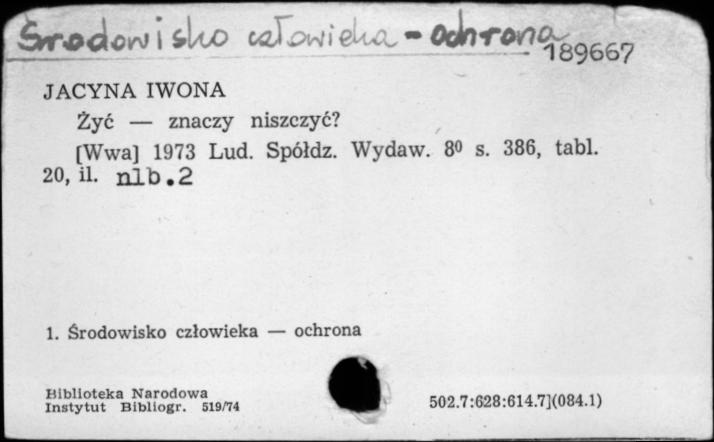 Środowisko człowieka - ochrona
189667
JACYNA IWONA
Żyć — znaczy niszczyć?
[Wwa] 1973 Lud. Spółdz. Wydaw. 8⁰ s. 386, tabl.
20, il. nlb.2
1. Środowisko człowieka — ochrona
Biblioteka Narodowa
Instytut Bibliogr. 519/74
502.7:628:614.7](084.1)